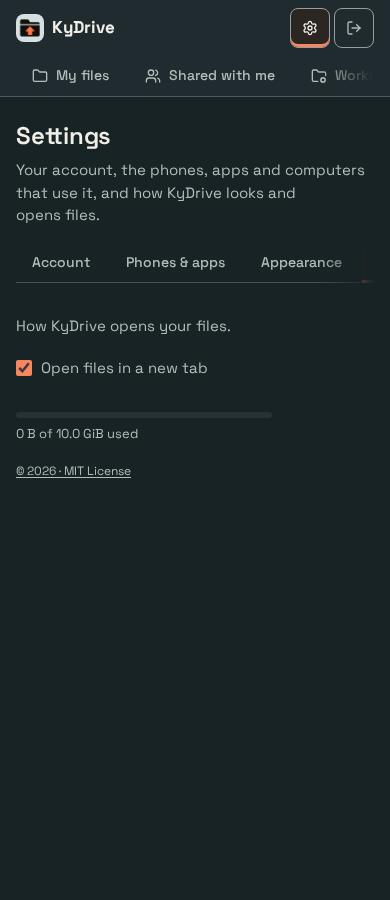 KyDrive
My files
Shared with me
Work
Settings
Your account, the phones, apps and computers
that use it, and how KyDrive looks and
opens files.
Account
Phones & apps
Appearance
How KyDrive opens your files.
Open files in a new tab
0 B of 10.0 GiB used
© 2026 · MIT License